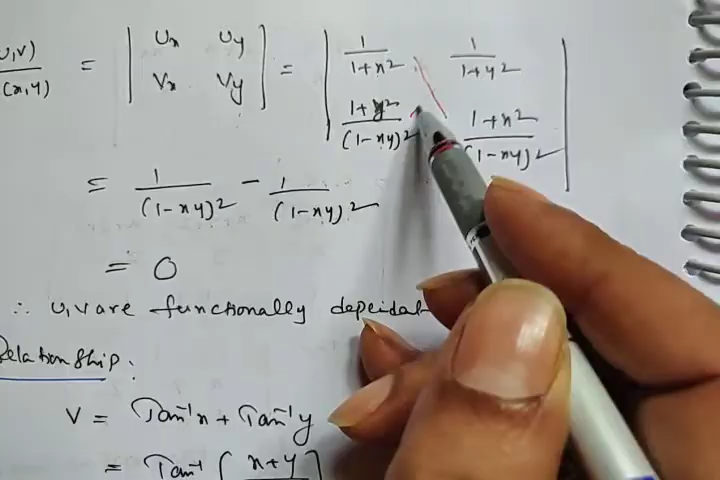 u,v) / (x,y) = | Ux Uy | = | 1/(1+x²) 1/(1+y²) |
| Vx Vy | | (1+y²)/(1-xy)² (1+x²)/(1-xy)² |
= 1/(1-xy)² - 1/(1-xy)²
= 0
∴ u,v are functionally dependent
Relationship:
V = Tan⁻¹x + Tan⁻¹y
= Tan⁻¹ ( x+y